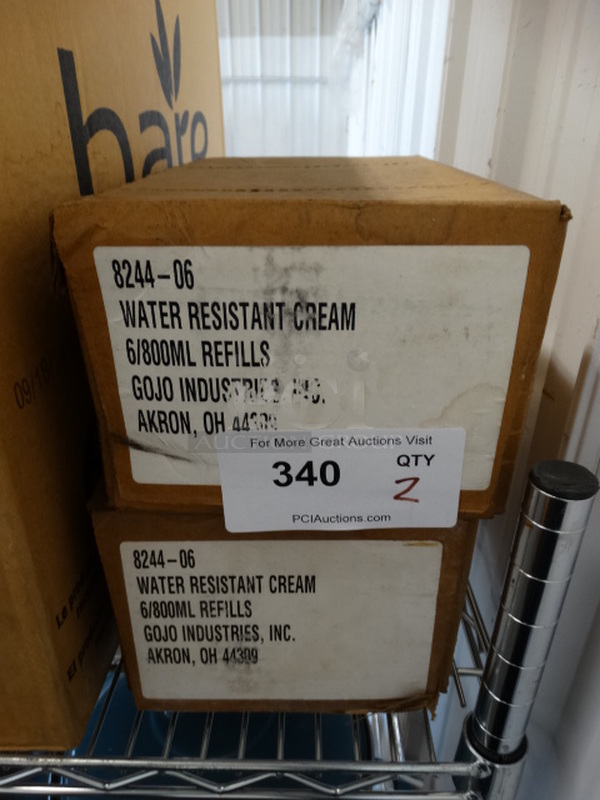 bare
8244-06
WATER RESISTANT CREAM
6/800ML REFILLS
GOJO INDUSTRIES, INC.
AKRON, OH 44309
For More Great Auctions Visit
340
QTY
2
PCIAuctions.com
8244-06
WATER RESISTANT CREAM
6/800ML REFILLS
GOJO INDUSTRIES, INC.
AKRON, OH 44309